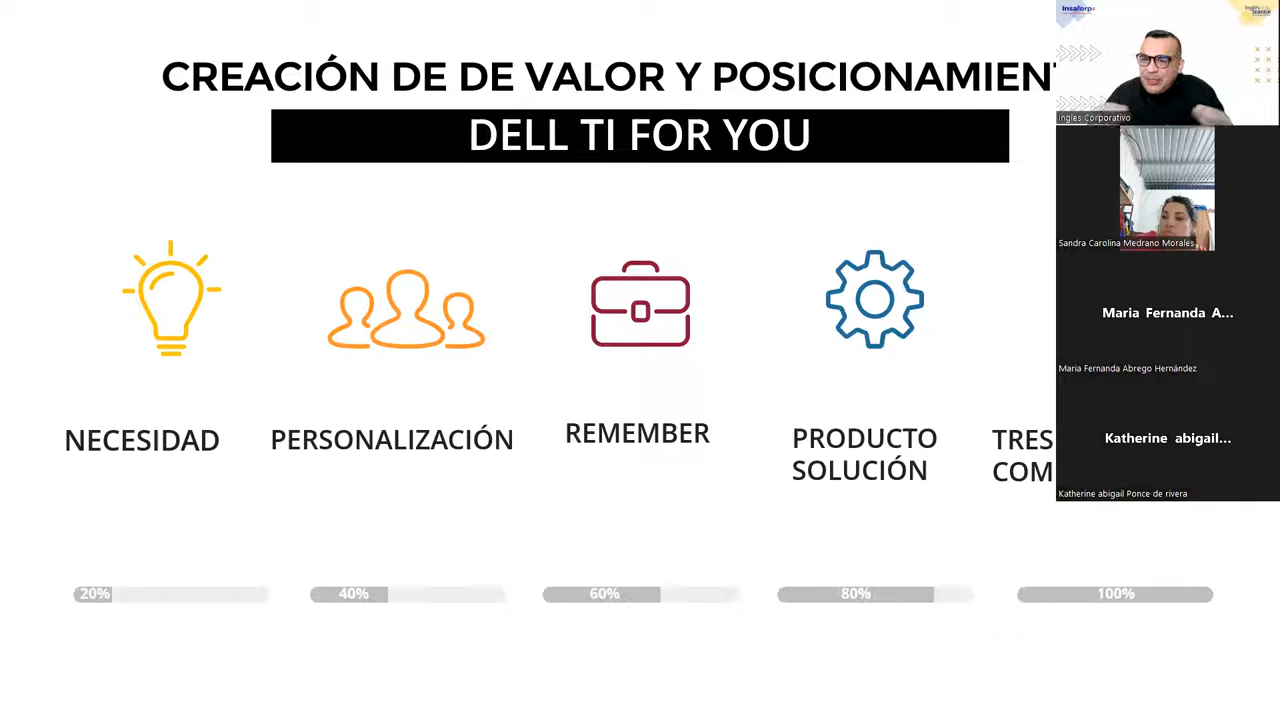 CREACIÓN DE DE VALOR Y POSICIONAMIENT
DELL TI FOR YOU
NECESIDAD
PERSONALIZACIÓN
REMEMBER
PRODUCTO
SOLUCIÓN
TRES
COM
20%
40%
60%
80%
100%
Insaforp
Ingles Corporativo
Sandra Carolina Medrano Morales
Maria Fernanda A...
Maria Fernanda Abrego Hernández
Katherine abigail...
Katherine abigail Ponce de rivera